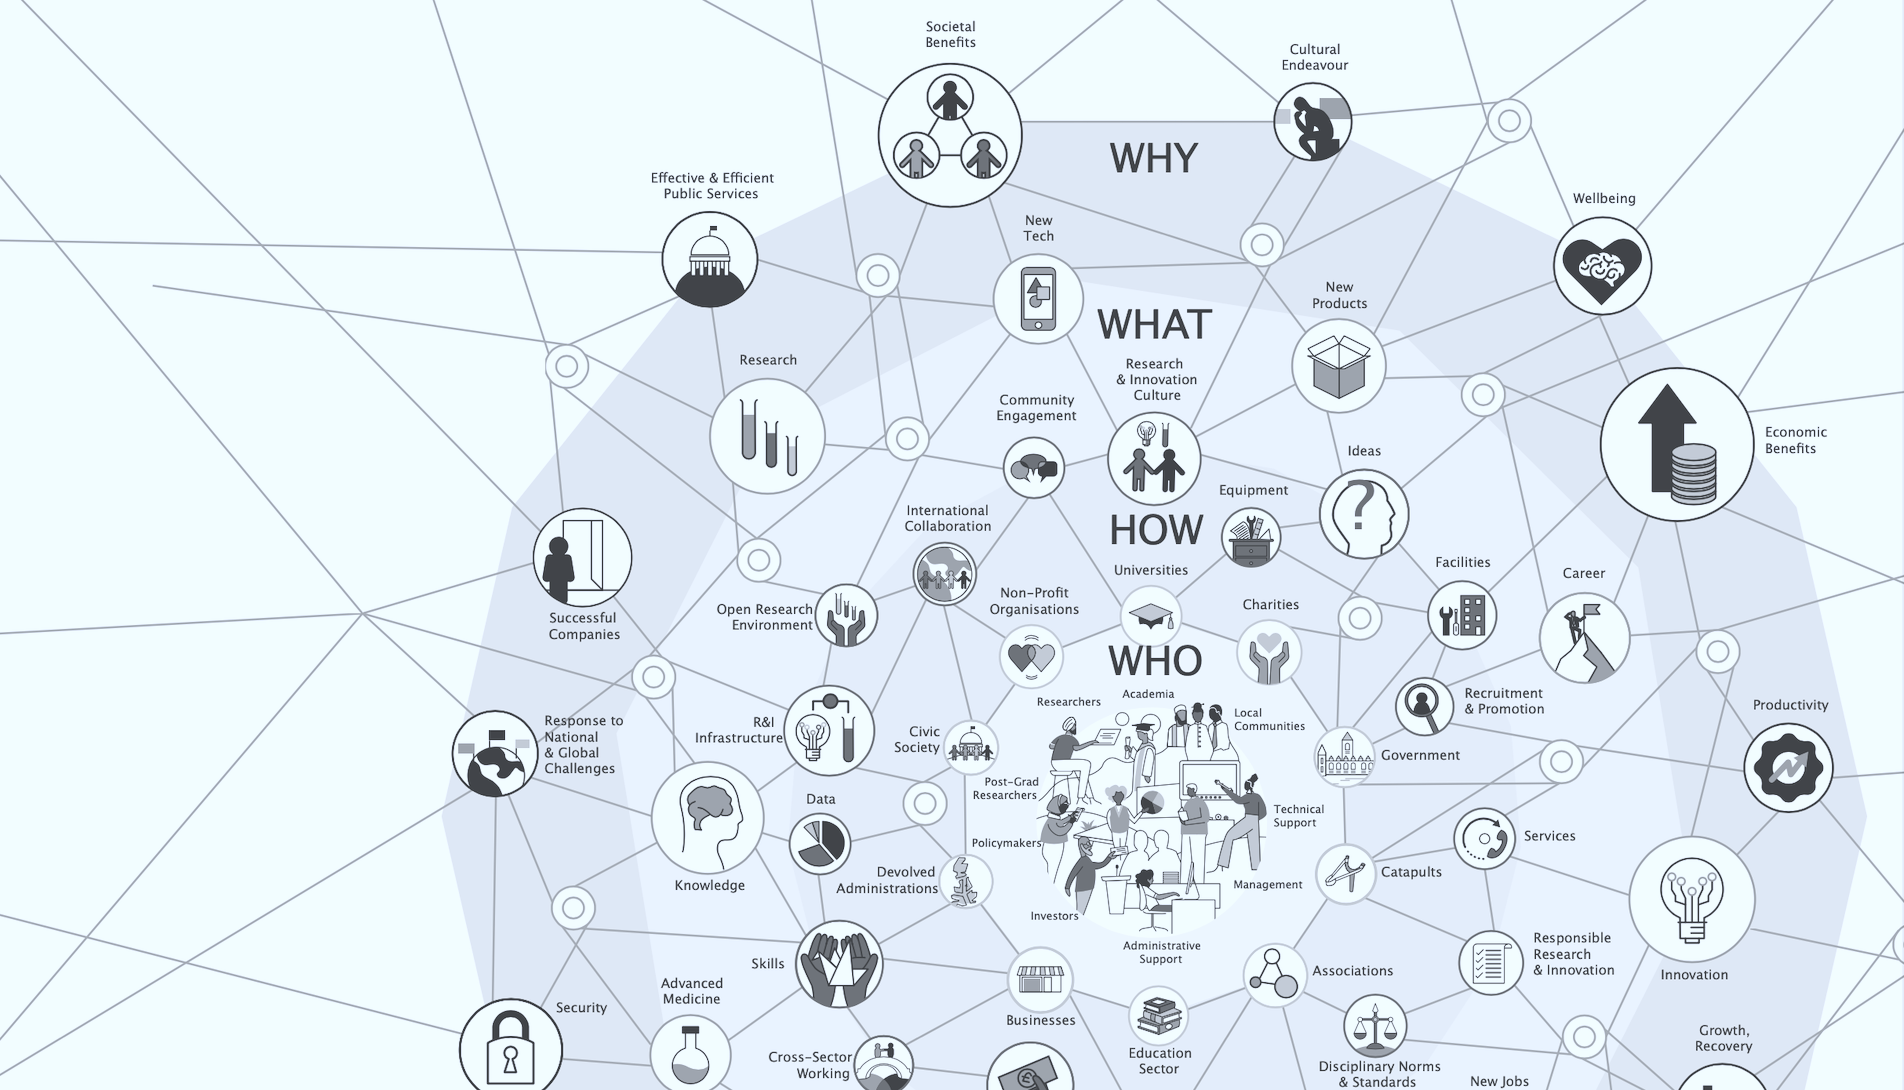 Societal
Benefits
Cultural
Endeavour
WHY
Effective & Efficient
Public Services
Wellbeing
New
Tech
New
Products
WHAT
Research
Research
& Innovation
Culture
Community
Engagement
Economic
Benefits
Ideas
Equipment
International
Collaboration
HOW
Universities
Facilities
Career
Non-Profit
Organisations
Charities
Open Research
Environment
Successful
Companies
WHO
Researchers
Academia
Local
Communities
Recruitment
& Promotion
Productivity
Response to
National
& Global
Challenges
R&I
Infrastructure
Civic
Society
Government
Post-Grad
Researchers
Technical
Support
Data
Services
Policymakers
Devolved
Administrations
Catapults
Knowledge
Management
Investors
Administrative
Support
Responsible
Research
& Innovation
Skills
Associations
Innovation
Advanced
Medicine
Security
Businesses
Growth,
Recovery
Education
Sector
Cross-Sector
Working
£
Disciplinary Norms
& Standards
New Jobs